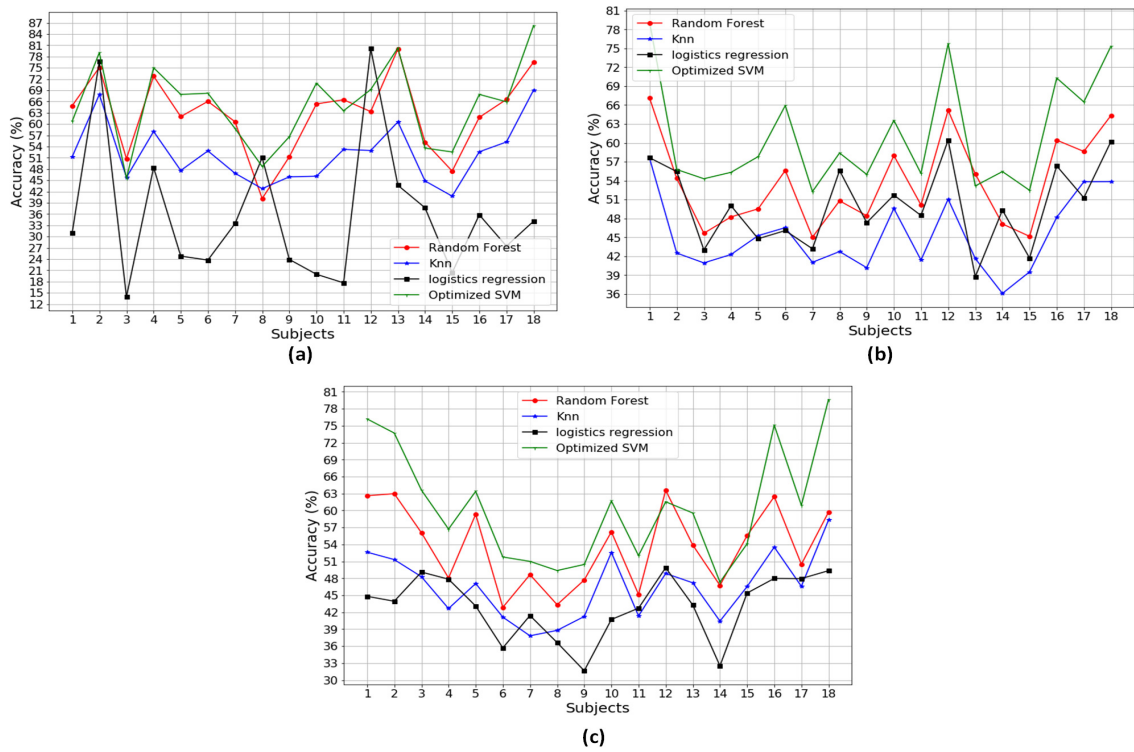 87
84
81
78
75
72
69
66
63
60
57
54
51
48
45
42
39
36
33
30
27
24
21
18
15
12
Accuracy (%)
Random Forest
Knn
logistics regression
Optimized SVM
1 2 3 4 5 6 7 8 9 10 11 12 13 14 15 16 17 18
Subjects
(a)
81
78
75
72
69
66
63
60
57
54
51
48
45
42
39
36
Accuracy (%)
Random Forest
Knn
logistics regression
Optimized SVM
1 2 3 4 5 6 7 8 9 10 11 12 13 14 15 16 17 18
Subjects
(b)
81
78
75
72
69
66
63
60
57
54
51
48
45
42
39
36
33
30
Accuracy (%)
Random Forest
Knn
logistics regression
Optimized SVM
1 2 3 4 5 6 7 8 9 10 11 12 13 14 15 16 17 18
Subjects
(c)